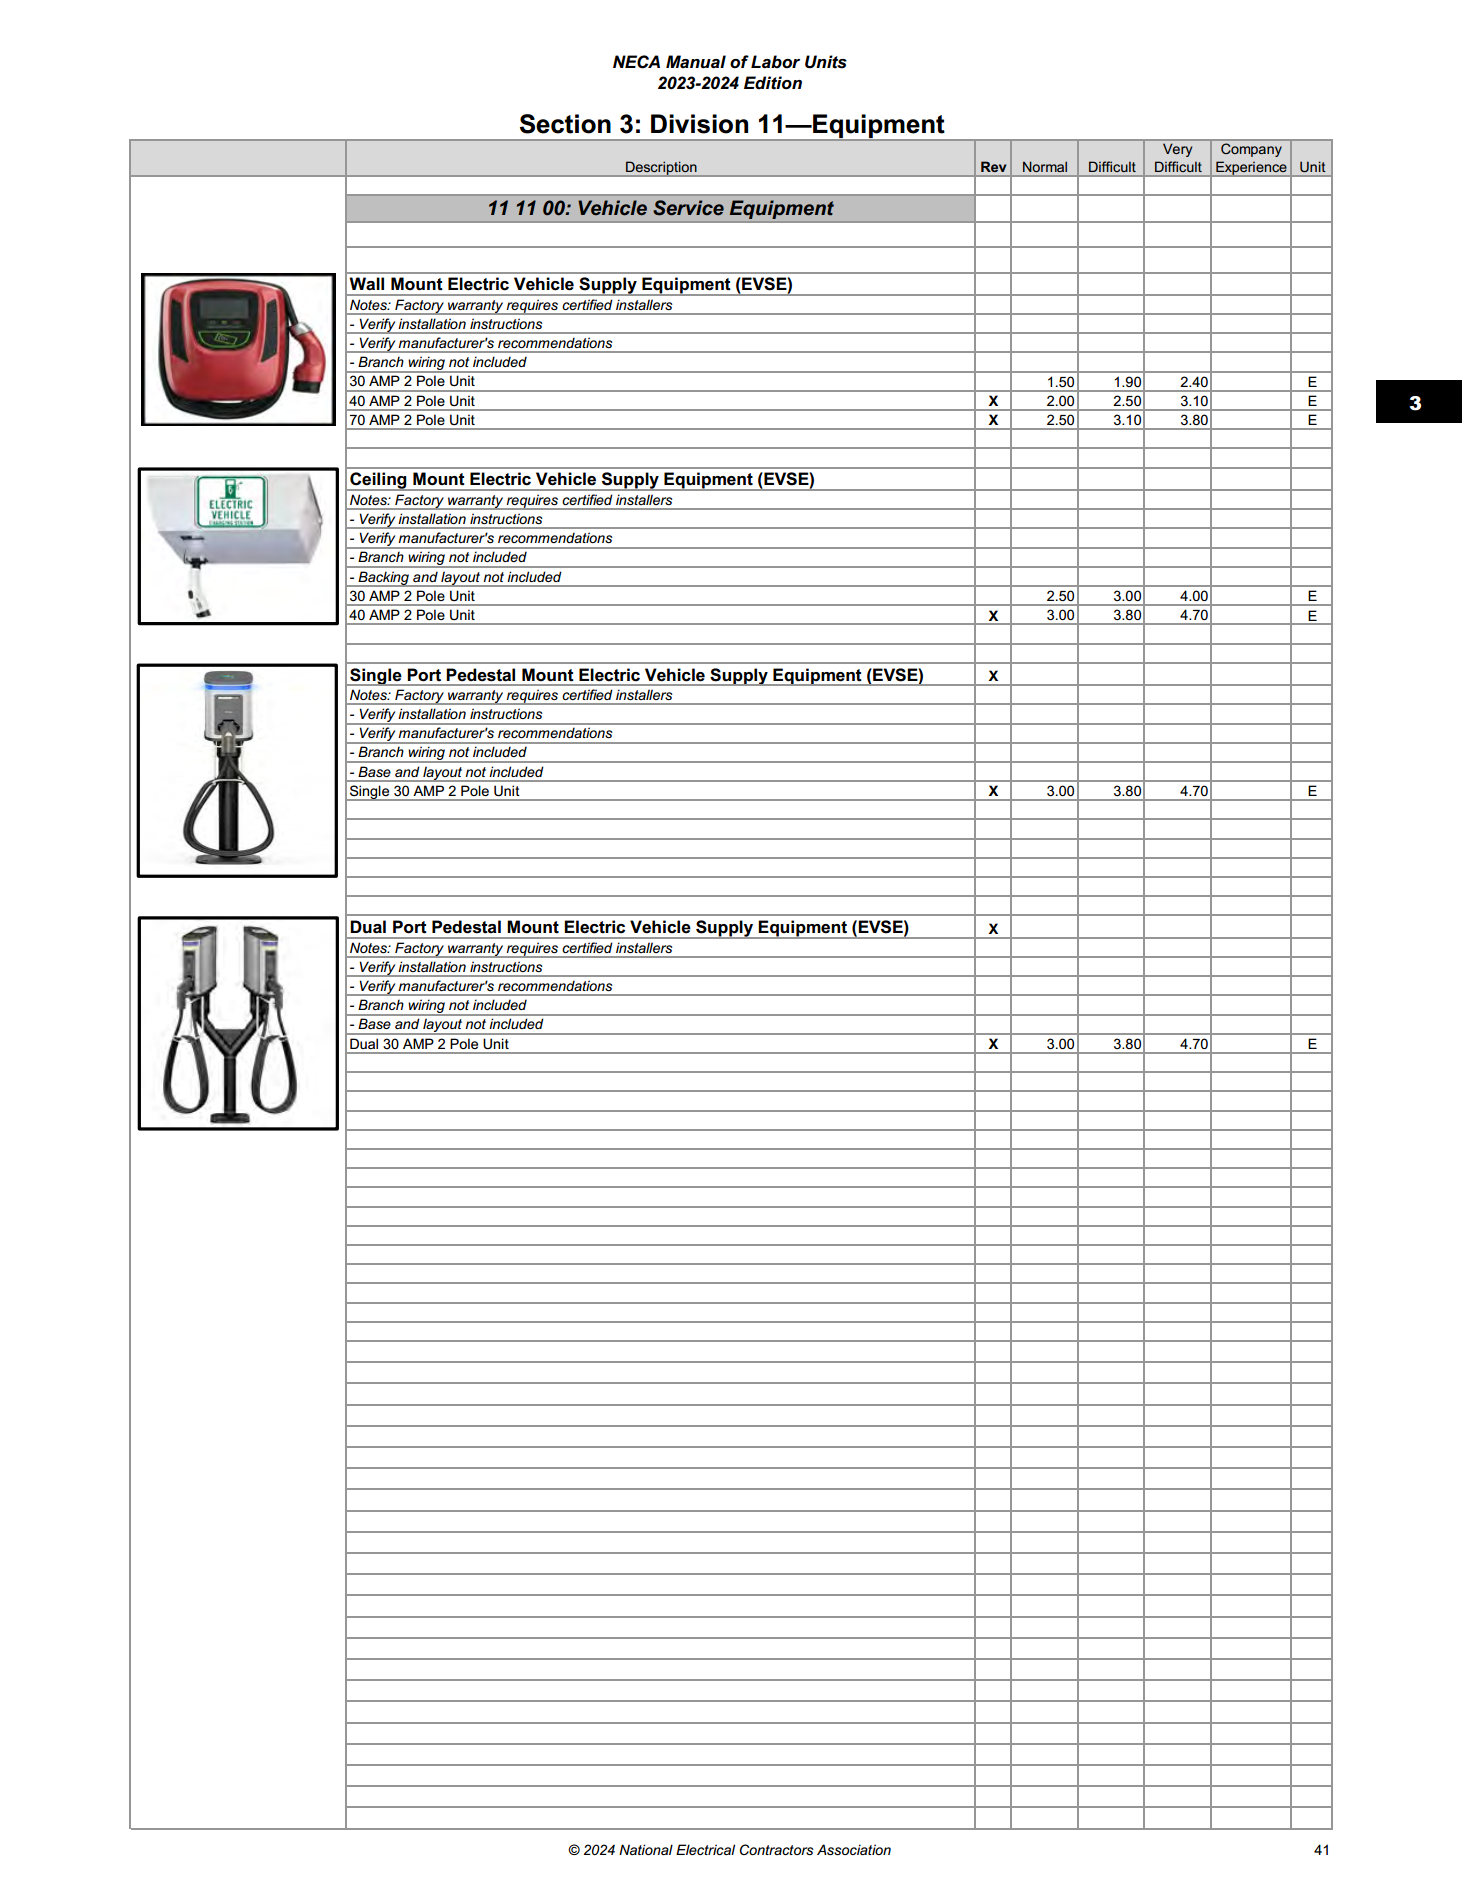 NECA Manual of Labor Units
2023-2024 Edition
Section 3: Division 11—Equipment
Description Rev Normal Difficult Very Difficult Company Experience Unit
11 11 00: Vehicle Service Equipment
Wall Mount Electric Vehicle Supply Equipment (EVSE)
Notes: Factory warranty requires certified installers
- Verify installation instructions
- Verify manufacturer's recommendations
- Branch wiring not included
30 AMP 2 Pole Unit 1.50 1.90 2.40 E
40 AMP 2 Pole Unit X 2.00 2.50 3.10 E
70 AMP 2 Pole Unit X 2.50 3.10 3.80 E
3
ELECTRIC
VEHICLE
CHARGING STATION
Ceiling Mount Electric Vehicle Supply Equipment (EVSE)
Notes: Factory warranty requires certified installers
- Verify installation instructions
- Verify manufacturer's recommendations
- Branch wiring not included
- Backing and layout not included
30 AMP 2 Pole Unit 2.50 3.00 4.00 E
40 AMP 2 Pole Unit X 3.00 3.80 4.70 E
Single Port Pedestal Mount Electric Vehicle Supply Equipment (EVSE) X
Notes: Factory warranty requires certified installers
- Verify installation instructions
- Verify manufacturer's recommendations
- Branch wiring not included
- Base and layout not included
Single 30 AMP 2 Pole Unit X 3.00 3.80 4.70 E
Dual Port Pedestal Mount Electric Vehicle Supply Equipment (EVSE) X
Notes: Factory warranty requires certified installers
- Verify installation instructions
- Verify manufacturer's recommendations
- Branch wiring not included
- Base and layout not included
Dual 30 AMP 2 Pole Unit X 3.00 3.80 4.70 E
© 2024 National Electrical Contractors Association
41